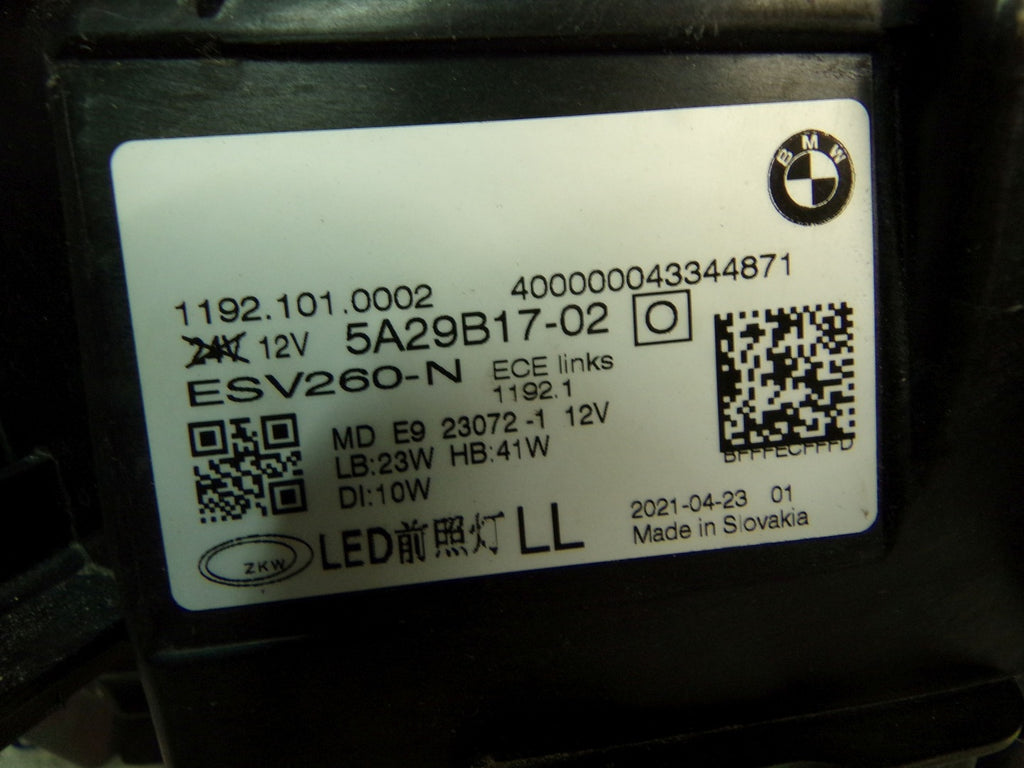 BMW
1192.101.0002 400000043344871
24V 12V 5A29B17-02 O
ESV260-N ECE links
1192.1
MD E9 23072 -1 12V
LB:23W HB:41W
DI:10W
BFFFECFFFD
ZKW LED前照灯 LL
2021-04-23 01
Made in Slovakia